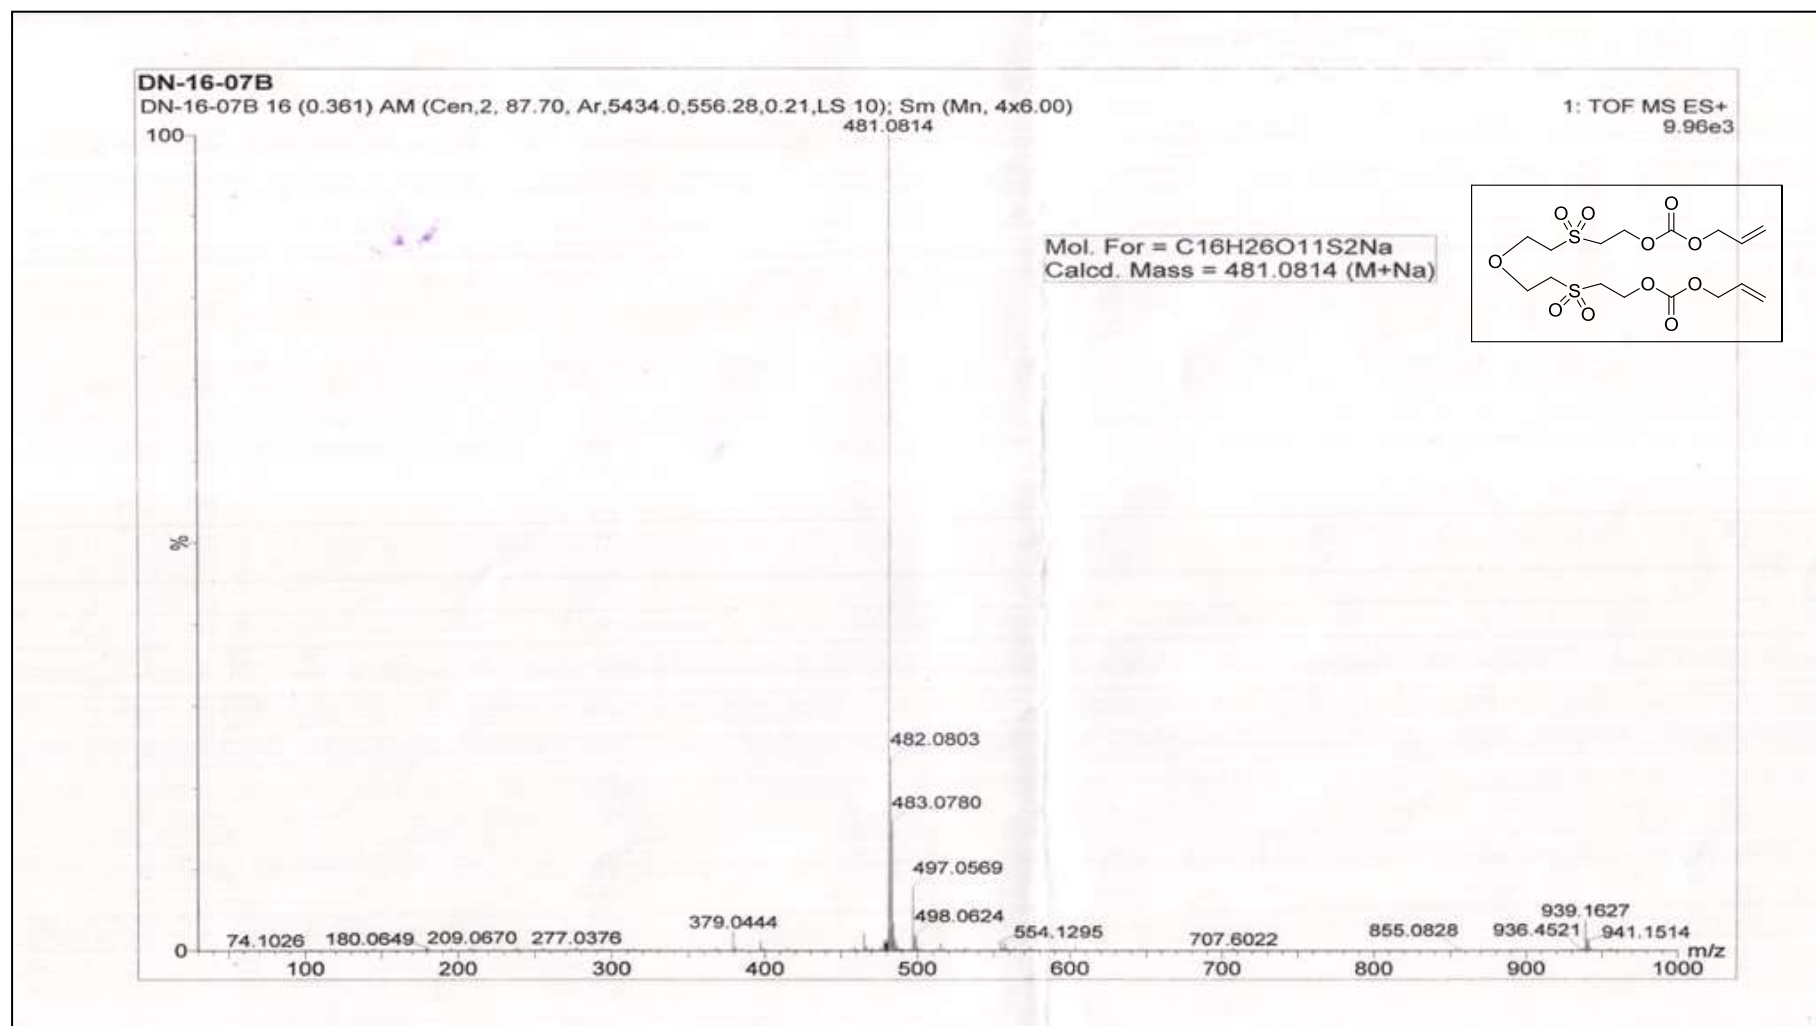 DN-16-07B
DN-16-07B 16 (0.361) AM (Cen,2, 87.70, Ar,5434.0,556.28,0.21,LS 10); Sm (Mn, 4x6.00)
1: TOF MS ES+
9.96e3
481.0814
100
Mol. For = C16H26O11S2Na
Calcd. Mass = 481.0814 (M+Na)
O O O
S O O
O
S O O
O O O
%
482.0803
483.0780
497.0569
498.0624
379.0444
554.1295
707.6022
855.0828
936.4521
939.1627
941.1514
74.1026
180.0649
209.0670
277.0376
0
100 200 300 400 500 600 700 800 900 1000
m/z